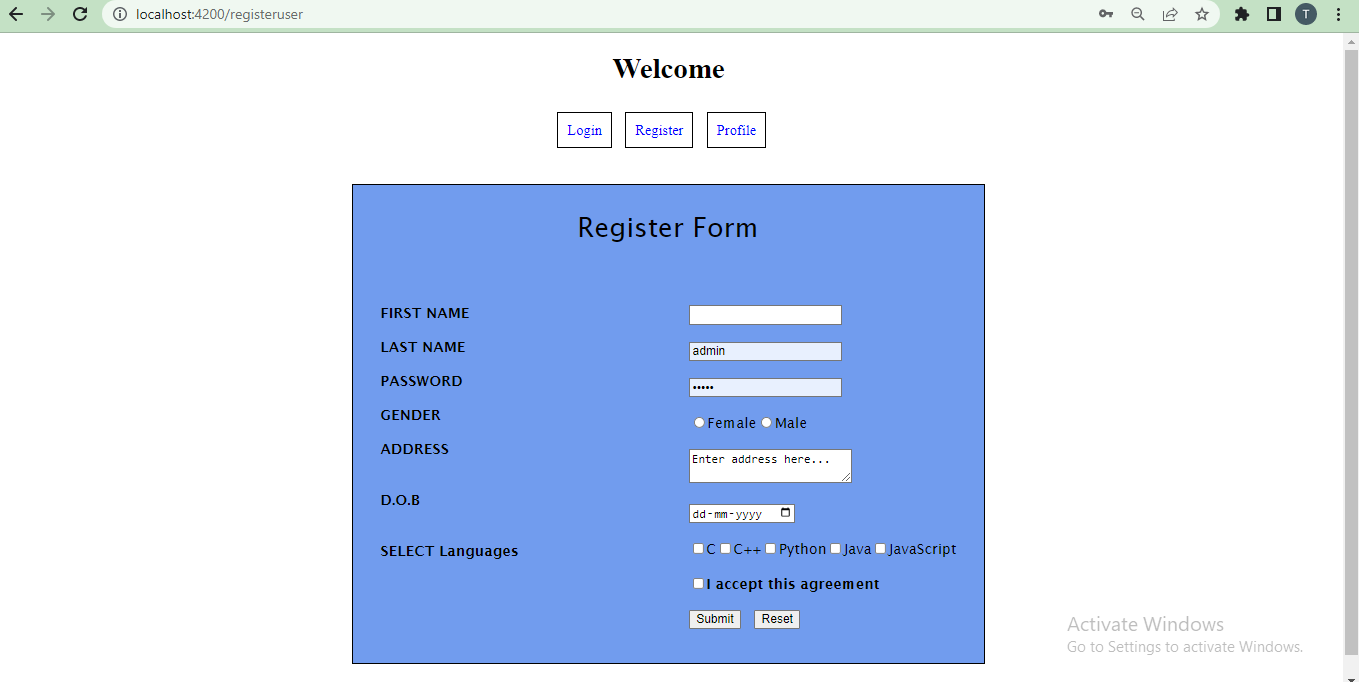 localhost:4200/registeruser
T
Welcome
Login Register Profile
Register Form
FIRST NAME
LAST NAME admin
PASSWORD •••••
GENDER Female Male
ADDRESS Enter address here...
D.O.B dd-mm-yyyy
SELECT Languages C C++ Python Java JavaScript
I accept this agreement
Submit Reset
Activate Windows
Go to Settings to activate Windows.